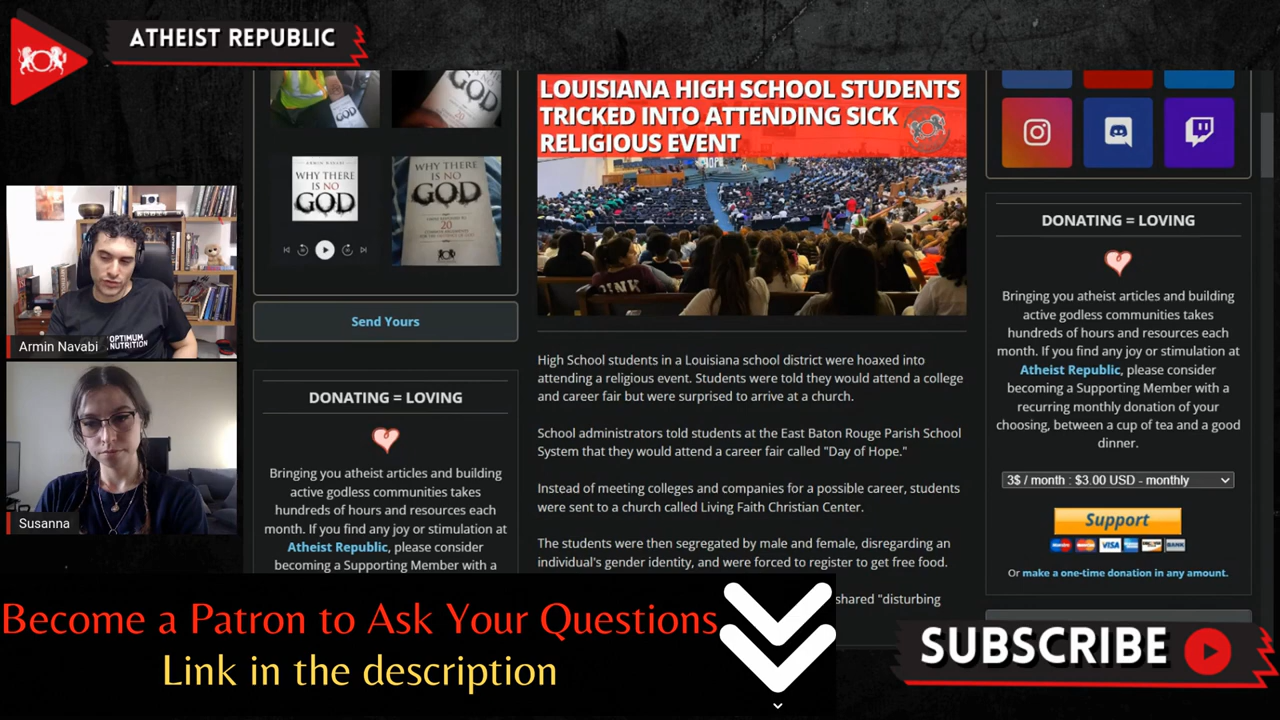 ATHEIST REPUBLIC
GOD
GOD
20
ARMIN NAVABI
WHY THERE
IS NO
GOD
WHY THERE
IS NO
GOD
20
Send Yours
DONATING = LOVING
Bringing you atheist articles and building
active godless communities takes
hundreds of hours and resources each
month. If you find any joy or stimulation at
Atheist Republic, please consider
becoming a Supporting Member with a
LOUISIANA HIGH SCHOOL STUDENTS
TRICKED INTO ATTENDING SICK
RELIGIOUS EVENT
HOPE
High School students in a Louisiana school district were hoaxed into
attending a religious event. Students were told they would attend a college
and career fair but were surprised to arrive at a church.
School administrators told students at the East Baton Rouge Parish School
System that they would attend a career fair called "Day of Hope."
Instead of meeting colleges and companies for a possible career, students
were sent to a church called Living Faith Christian Center.
The students were then segregated by male and female, disregarding an
individual's gender identity, and were forced to register to get free food.
shared "disturbing
DONATING = LOVING
Bringing you atheist articles and building
active godless communities takes
hundreds of hours and resources each
month. If you find any joy or stimulation at
Atheist Republic, please consider
becoming a Supporting Member with a
recurring monthly donation of your
choosing, between a cup of tea and a good
dinner.
3$ / month : $3.00 USD - monthly
Support
VISA
BANK
Or make a one-time donation in any amount.
OPTIMUM
NUTRITION
Armin Navabi
Susanna
Become a Patron to Ask Your Questions
Link in the description
SUBSCRIBE